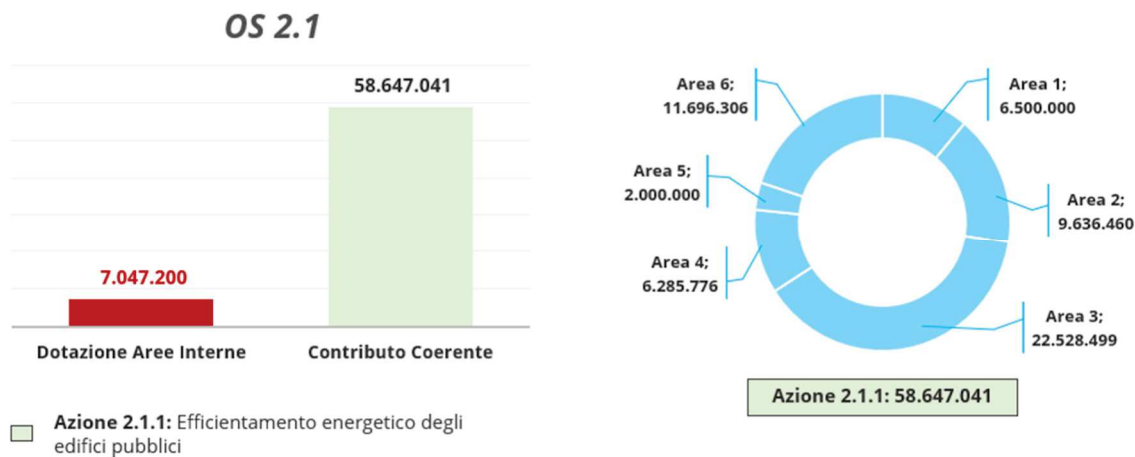 OS 2.1
58.647.041
7.047.200
Dotazione Aree Interne
Contributo Coerente
Azione 2.1.1: Efficientamento energetico degli
edifici pubblici
Area 1;
6.500.000
Area 2;
9.636.460
Area 3;
22.528.499
Area 4;
6.285.776
Area 5;
2.000.000
Area 6;
11.696.306
Azione 2.1.1: 58.647.041